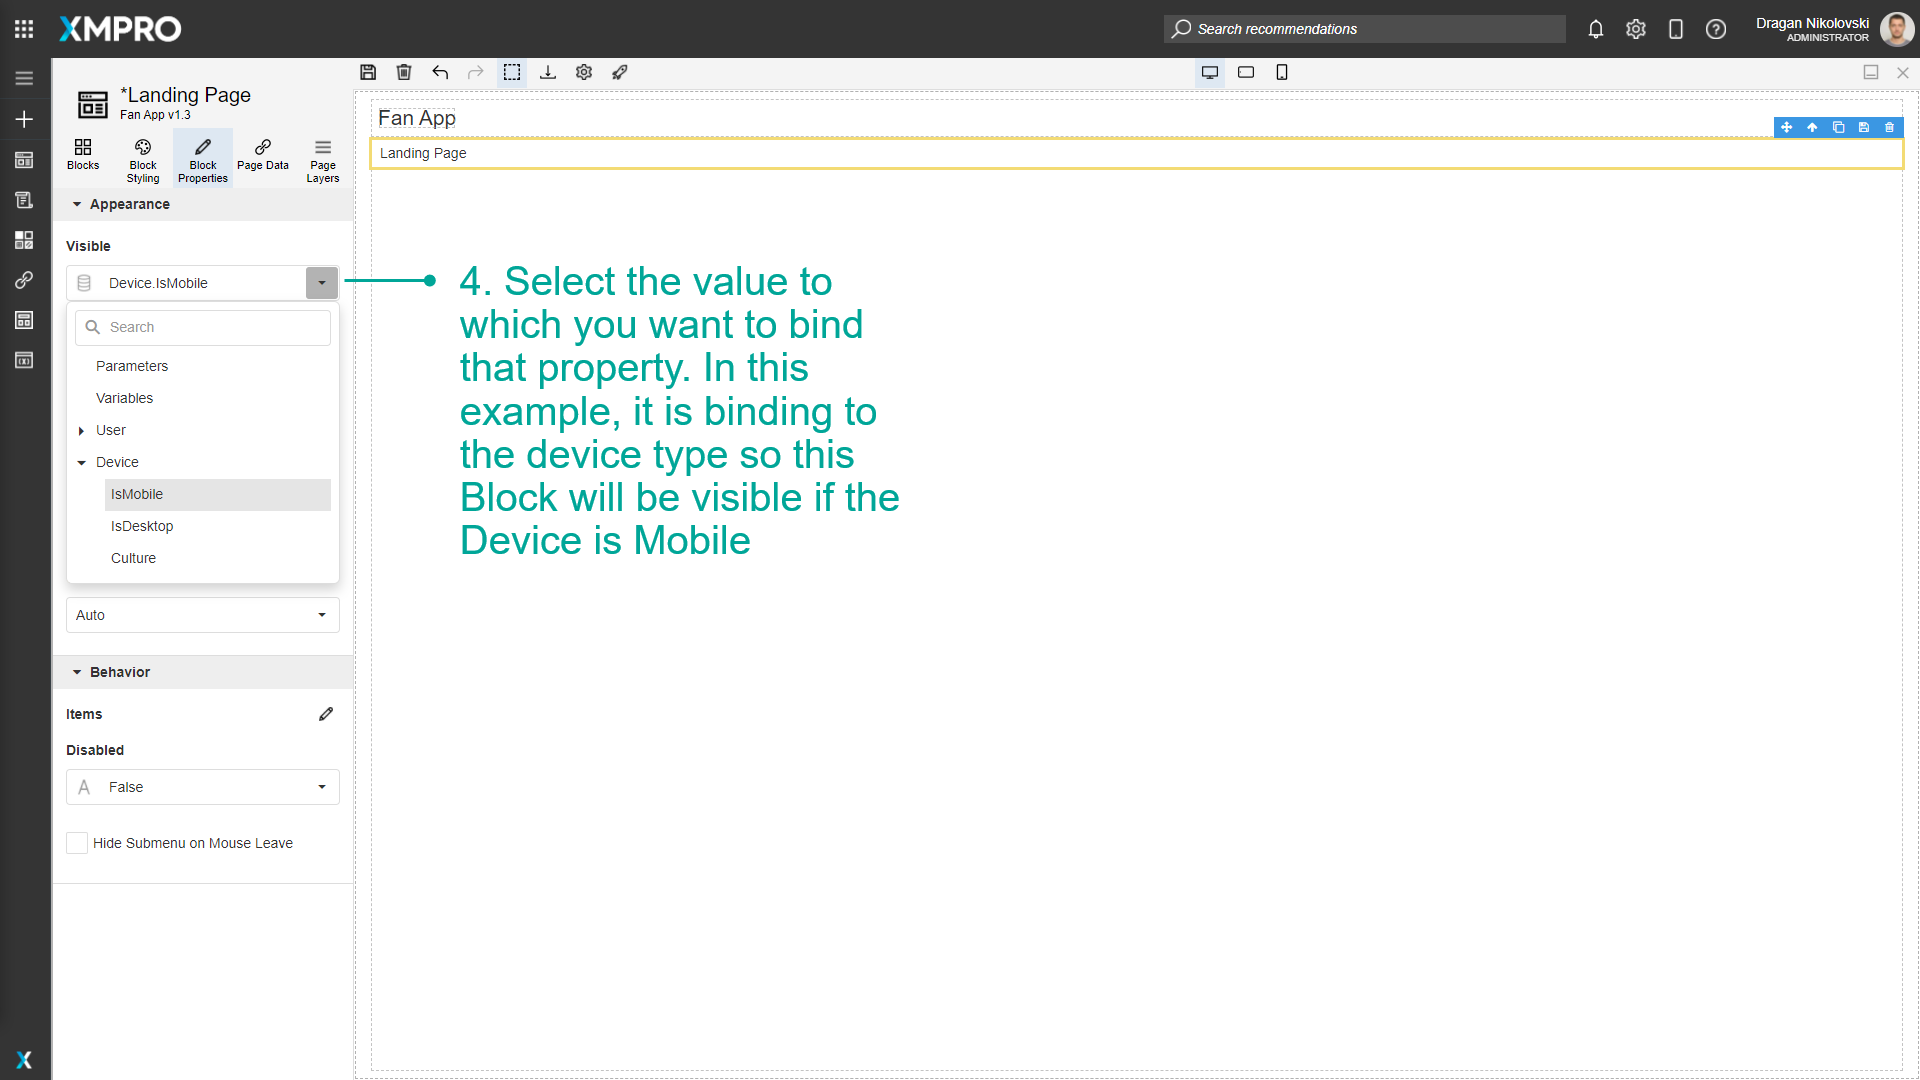 XMPRO
Search recommendations
Dragan Nikolovski
ADMINISTRATOR
*Landing Page
Fan App v1.3
Blocks
Block
Styling
Block
Properties
Page Data
Page
Layers
Appearance
Visible
Device.IsMobile
Search
Parameters
Variables
User
Device
IsMobile
IsDesktop
Culture
Auto
Behavior
Items
Disabled
A
False
Hide Submenu on Mouse Leave
Fan App
Landing Page
4. Select the value to
which you want to bind
that property. In this
example, it is binding to
the device type so this
Block will be visible if the
Device is Mobile